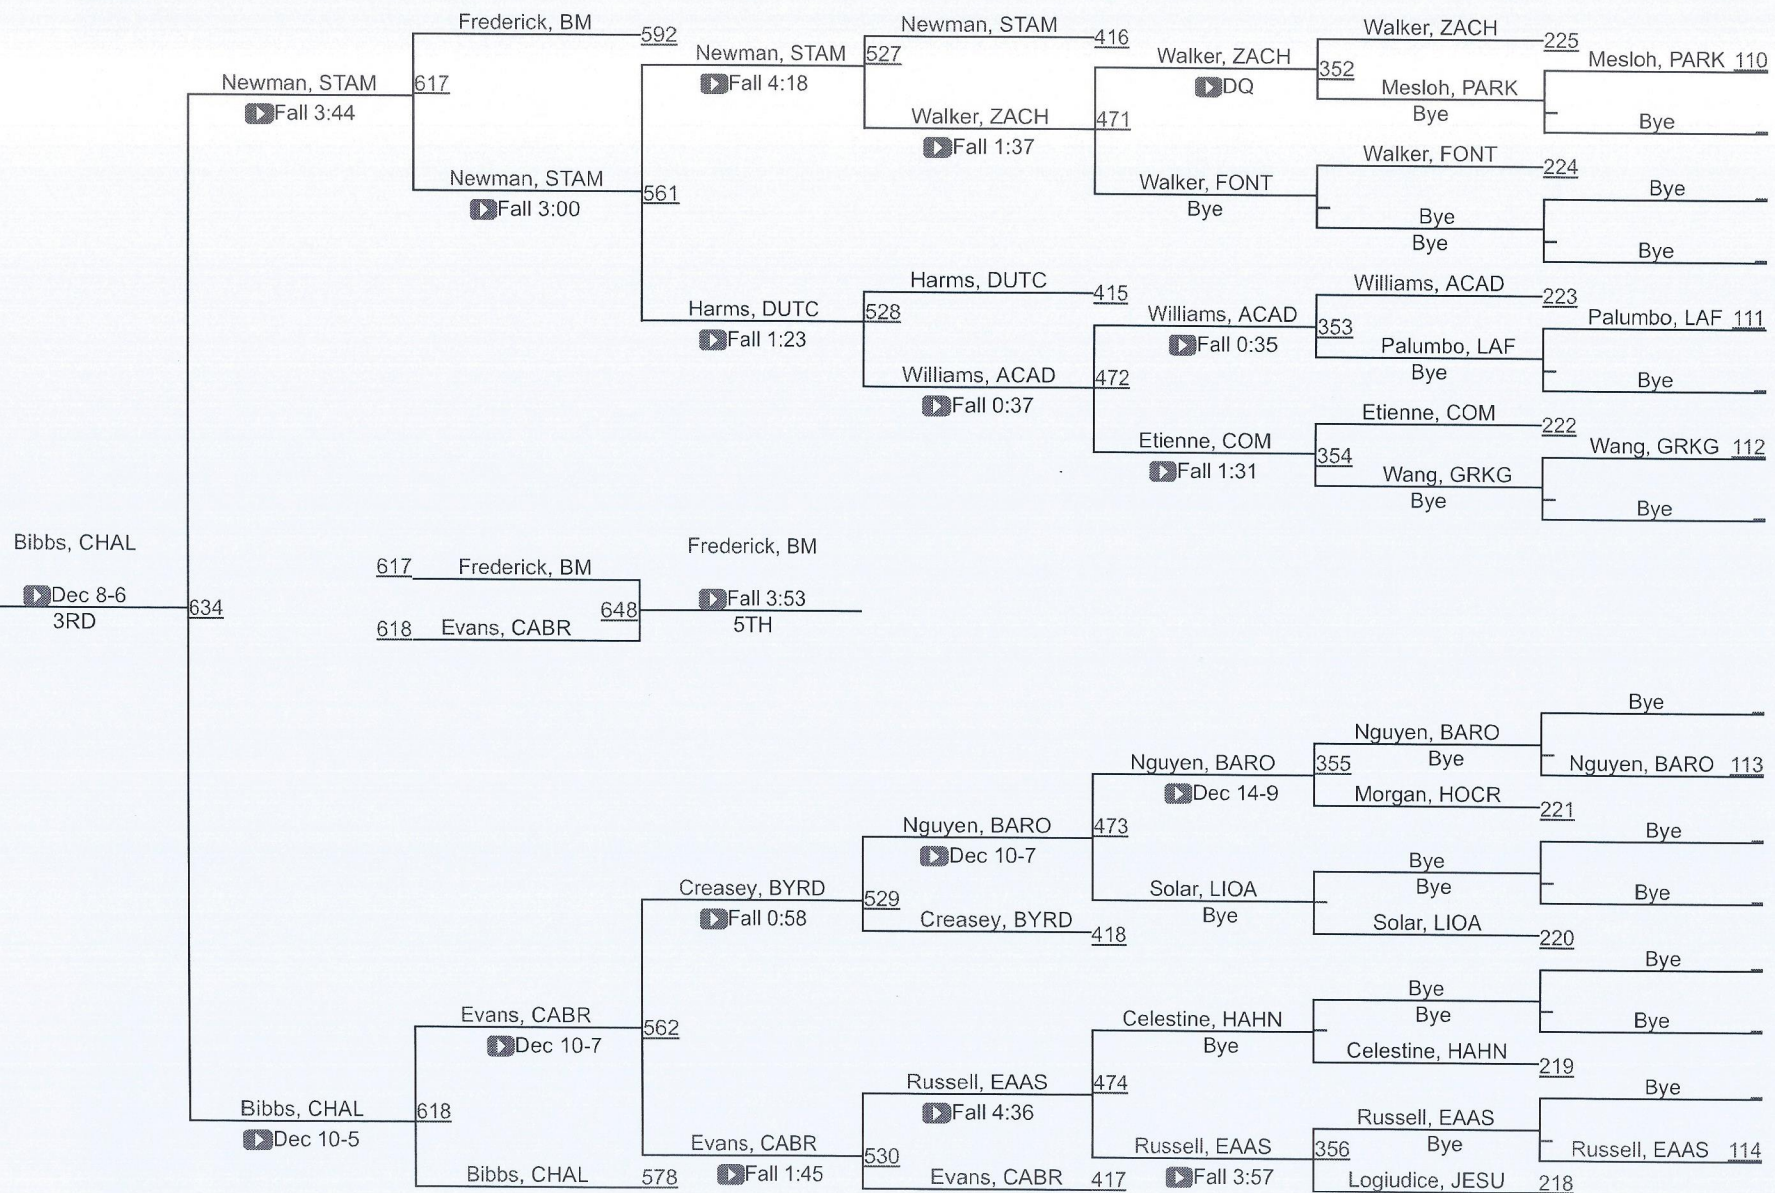 Frederick, BM
592
Newman, STAM
Fall 3:44
617
Newman, STAM
Fall 3:00
561
Newman, STAM
Fall 4:18
527
Newman, STAM
416
Walker, ZACH
Fall 1:37
471
Walker, ZACH
DQ
352
Walker, ZACH
225
Mesloh, PARK
Bye
Mesloh, PARK 110
Bye
Walker, FONT
Bye
Walker, FONT
224
Bye
Bye
Bye
Bye
Harms, DUTC
Fall 1:23
528
Harms, DUTC
415
Williams, ACAD
Fall 0:37
472
Williams, ACAD
Fall 0:35
353
Williams, ACAD
223
Palumbo, LAF
Bye
Palumbo, LAF 111
Bye
Etienne, COM
Fall 1:31
354
Etienne, COM
222
Wang, GRKG
Bye
Wang, GRKG 112
Bye
Bibbs, CHAL
Dec 8-6
3RD
634
617 Frederick, BM
618 Evans, CABR
648
Frederick, BM
Fall 3:53
5TH
Bye
Nguyen, BARO 113
Nguyen, BARO
Bye
355
Nguyen, BARO
Dec 14-9
Morgan, HOCR
221
Nguyen, BARO
Dec 10-7
473
Bye
Bye
Bye
Bye
Solar, LIOA
Bye
Solar, LIOA
220
Creasey, BYRD
Fall 0:58
529
Creasey, BYRD
418
Bye
Bye
Bye
Bye
Celestine, HAHN
Bye
Celestine, HAHN
219
Evans, CABR
Dec 10-7
562
Russell, EAAS
Fall 4:36
474
Bye
Russell, EAAS 114
Russell, EAAS
Bye
Russell, EAAS
Fall 3:57
356
Logiudice, JESU
218
Bibbs, CHAL
Dec 10-5
618
Evans, CABR
Fall 1:45
530
Evans, CABR
417
Bibbs, CHAL
578